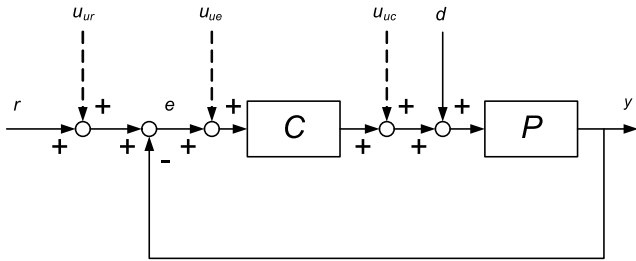 u_ur u_ue u_uc d
r + e + + + y
C P
+ + + + +
-